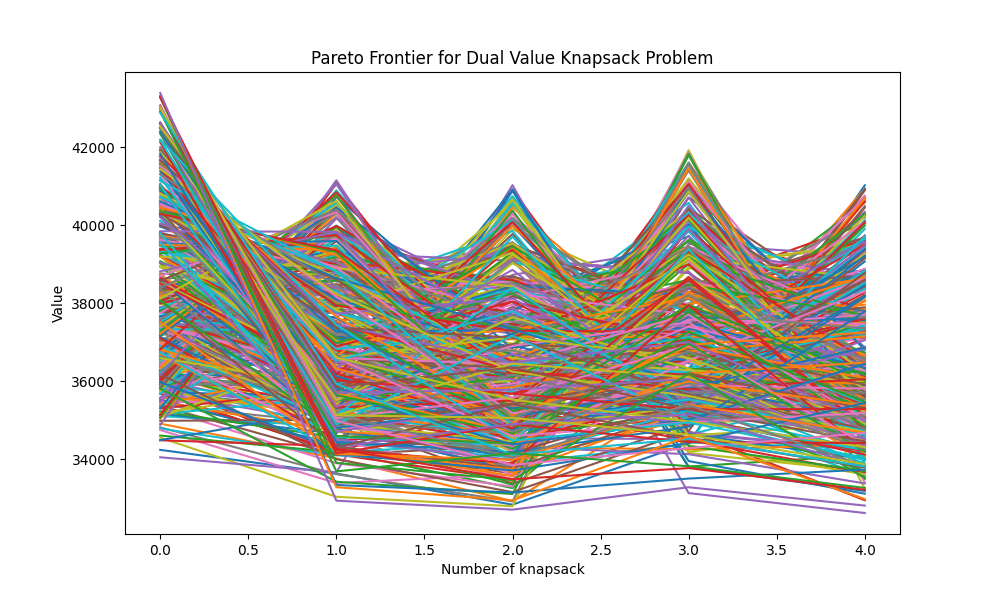 Pareto Frontier for Dual Value Knapsack Problem
42000
40000
38000
36000
34000
Value
0.0 0.5 1.0 1.5 2.0 2.5 3.0 3.5 4.0
Number of knapsack